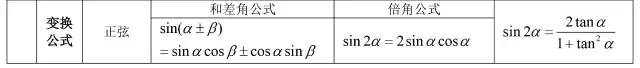 变换
公式
正弦
和差角公式
sin(α ± β)
= sin α cos β ± cos α sin β
倍角公式
sin 2α = 2 sin α cos α
sin 2α = \frac{2 tan α}{1 + tan² α}